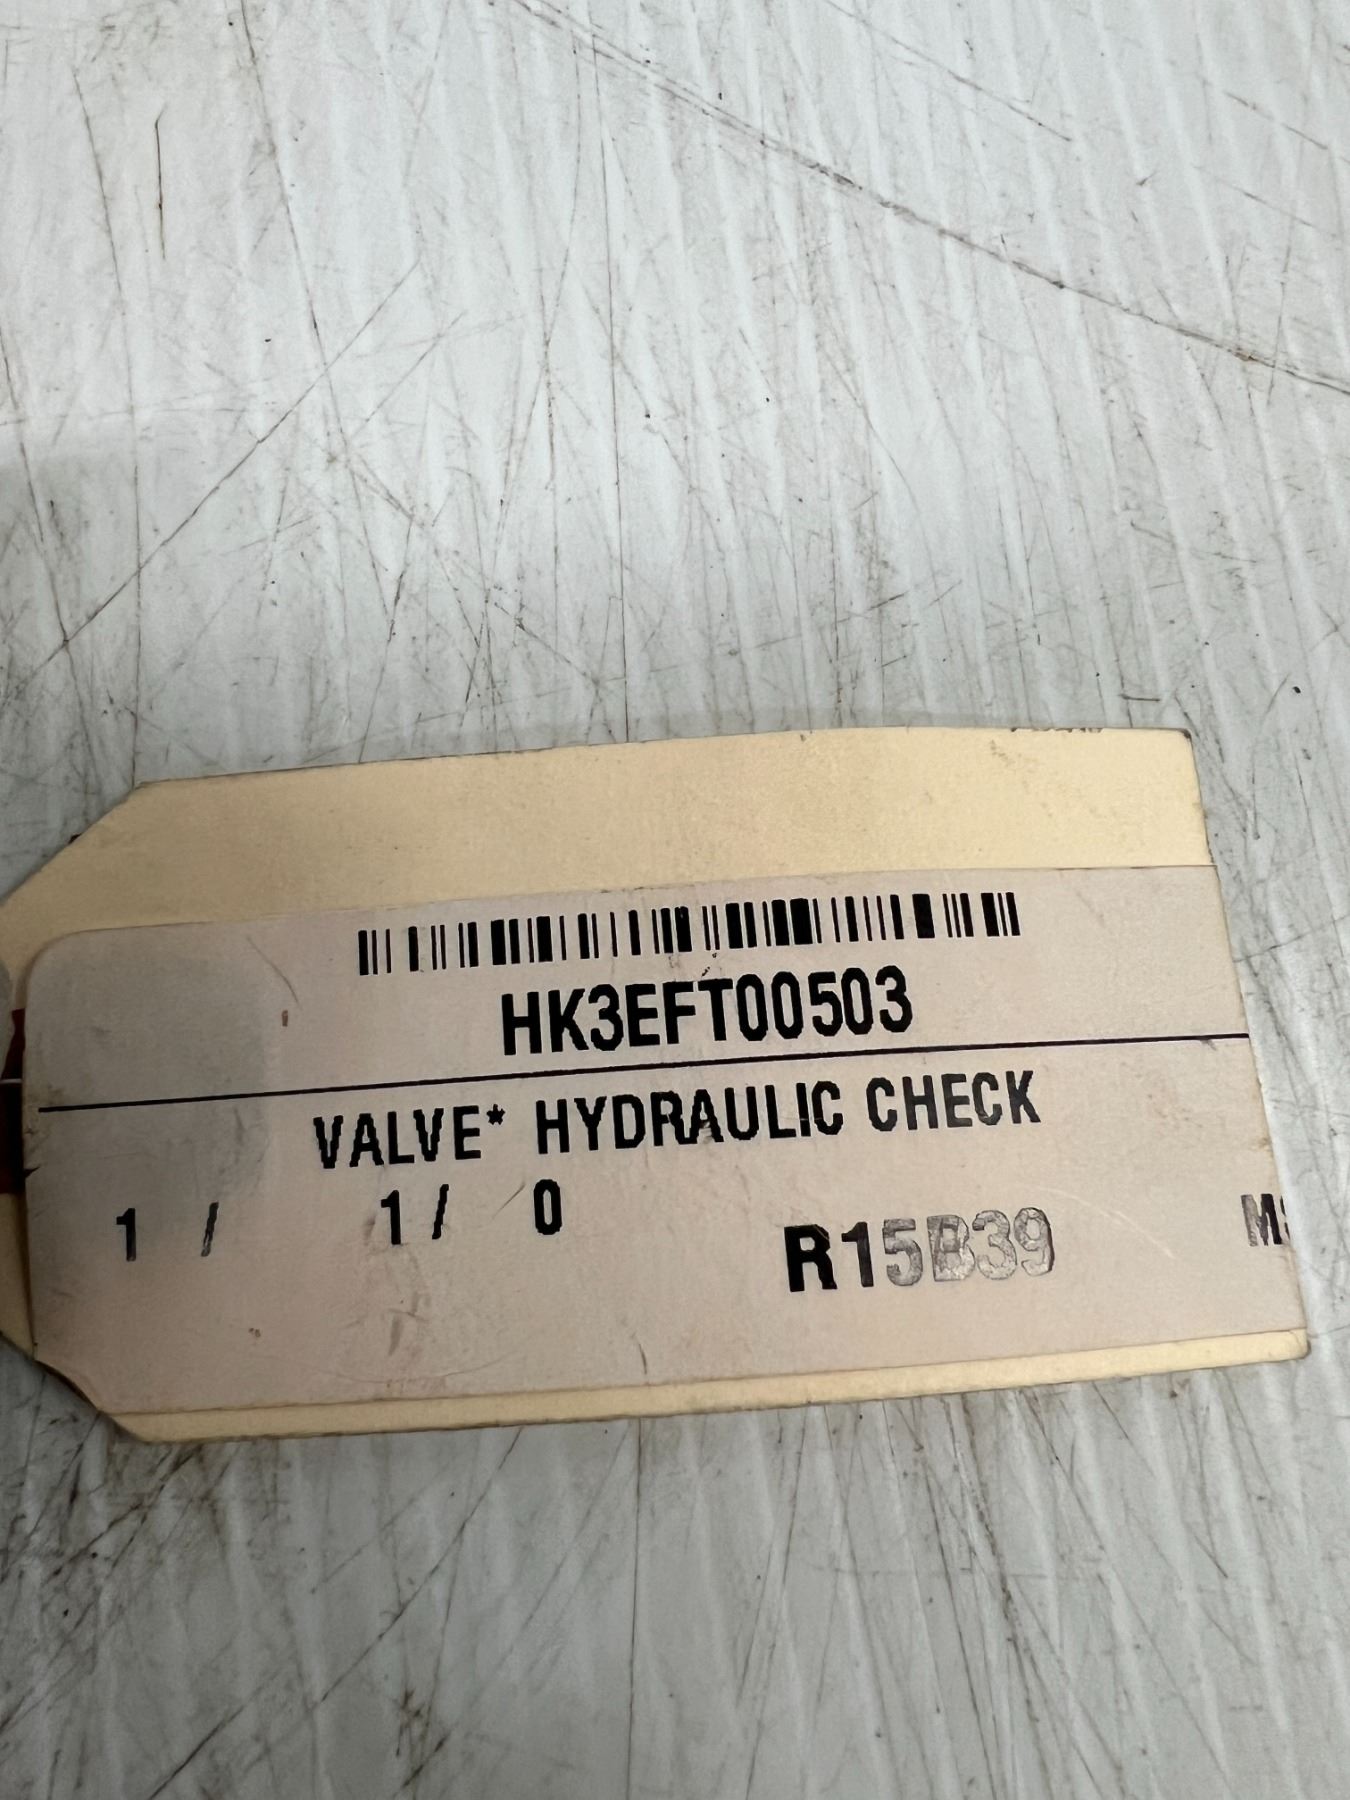 HK3EFT00503
VALVE* HYDRAULIC CHECK
1 / 1 / 0 R15B39